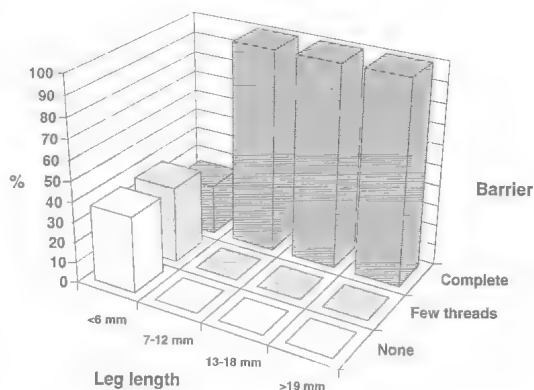 100
90
80
70
60
50
40
30
20
10
0
%
Barrier
Complete
Few threads
None
<6 mm
7-12 mm
13-18 mm
>19 mm
Leg length